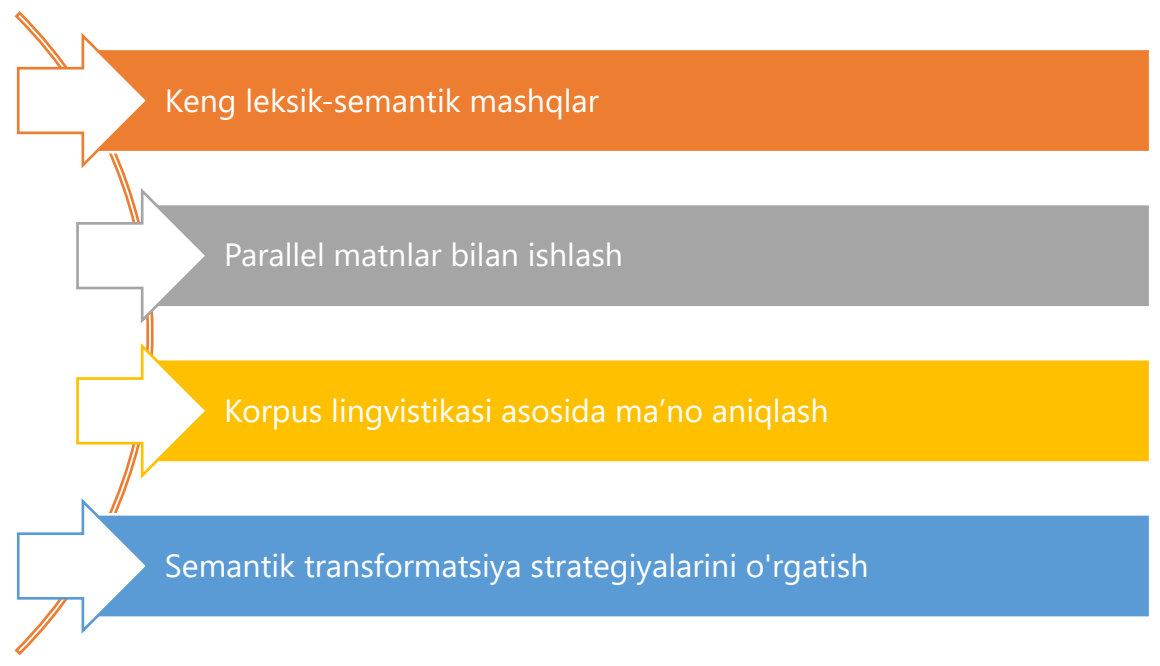 Keng leksik-semantik mashqlar
Parallel matnlar bilan ishlash
Korpus lingvistikasi asosida ma’no aniqlash
Semantik transformatsiya strategiyalarini o'rgatish